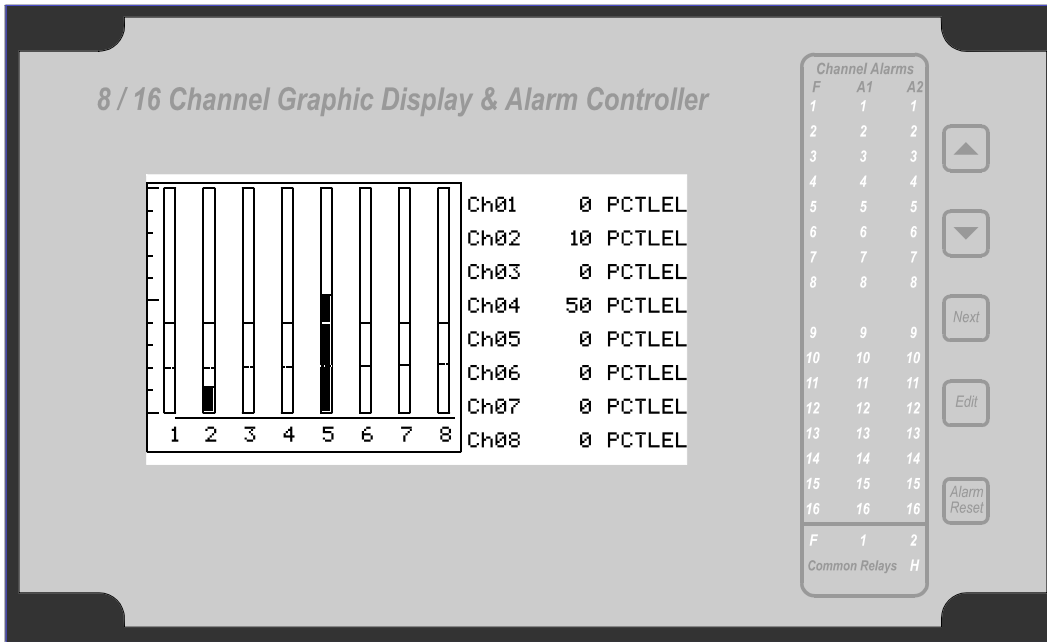 8 / 16 Channel Graphic Display & Alarm Controller
Ch01 0 PCTLEL
Ch02 10 PCTLEL
Ch03 0 PCTLEL
Ch04 50 PCTLEL
Ch05 0 PCTLEL
Ch06 0 PCTLEL
Ch07 0 PCTLEL
Ch08 0 PCTLEL
1 2 3 4 5 6 7 8
Channel Alarms
F A1 A2
1 1 1
2 2 2
3 3 3
4 4 4
5 5 5
6 6 6
7 7 7
8 8 8
9 9 9
10 10 10
11 11 11
12 12 12
13 13 13
14 14 14
15 15 15
16 16 16
F 1 2
Common Relays H
Next
Edit
Alarm
Reset